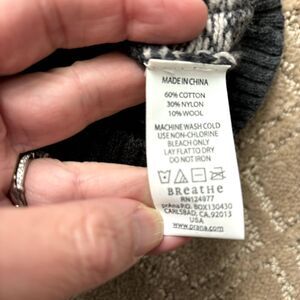 MADE IN CHINA
60% COTTON
30% NYLON
10% WOOL
MACHINE WASH COLD
USE NON-CHLORINE
BLEACH ONLY
LAY FLAT TO DRY
DO NOT IRON
BReatHe
RN124977
prAna P.O. BOX130430
CARLSBAD, CA,92013
USA
www.prana.com